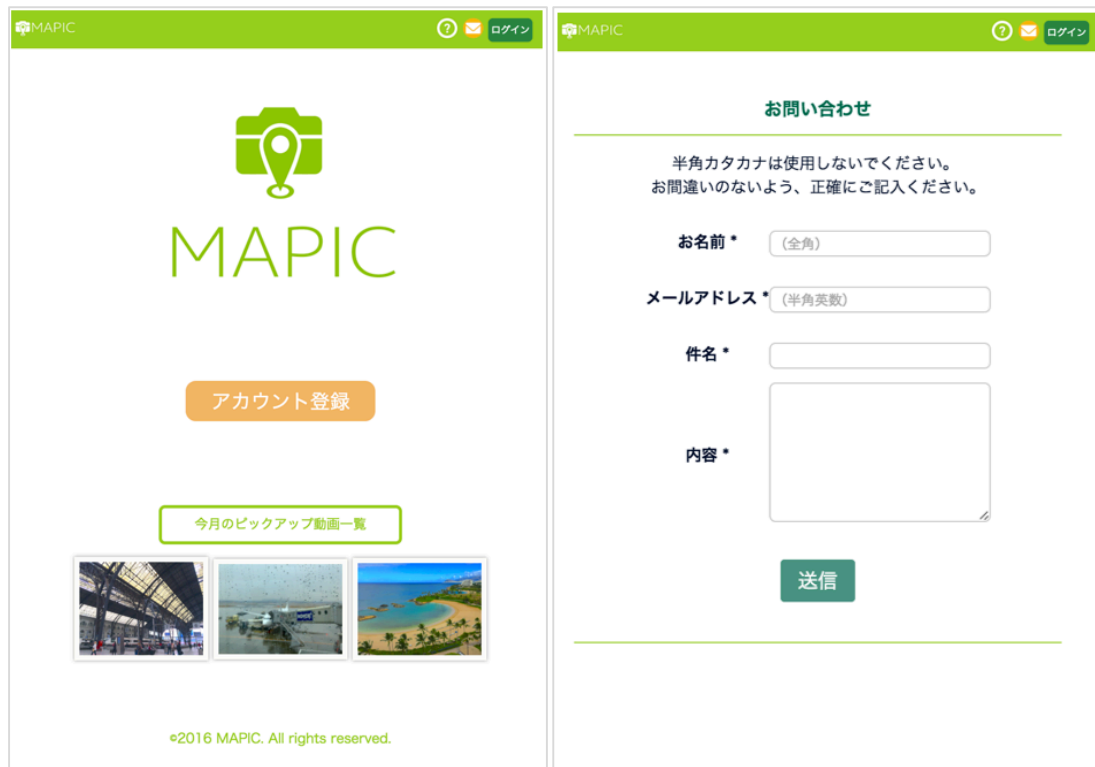 MAPIC
?
ログイン
MAPIC
アカウント登録
今月のピックアップ動画一覧
©2016 MAPIC. All rights reserved.
MAPIC
?
ログイン
お問い合わせ
半角カタカナは使用しないでください。
お間違いのないよう、正確にご記入ください。
お名前 *
(全角)
メールアドレス *
(半角英数)
件名 *
内容 *
送信